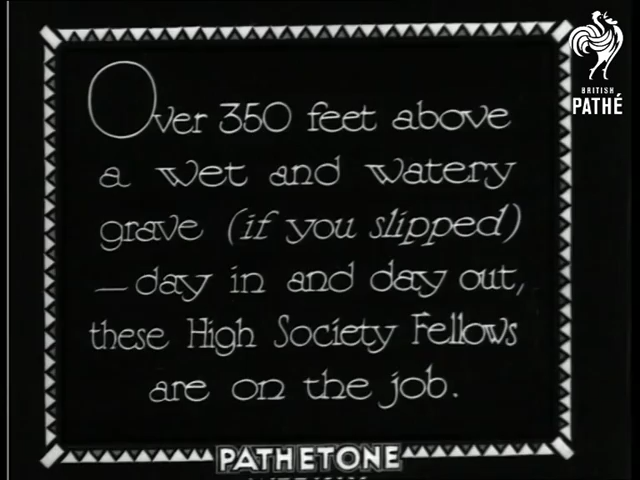 Over 350 feet above
a wet and watery
grave (if you slipped)
—day in and day out,
these High Society Fellows
are on the job.
PATHETONE
BRITISH
PATHÉ